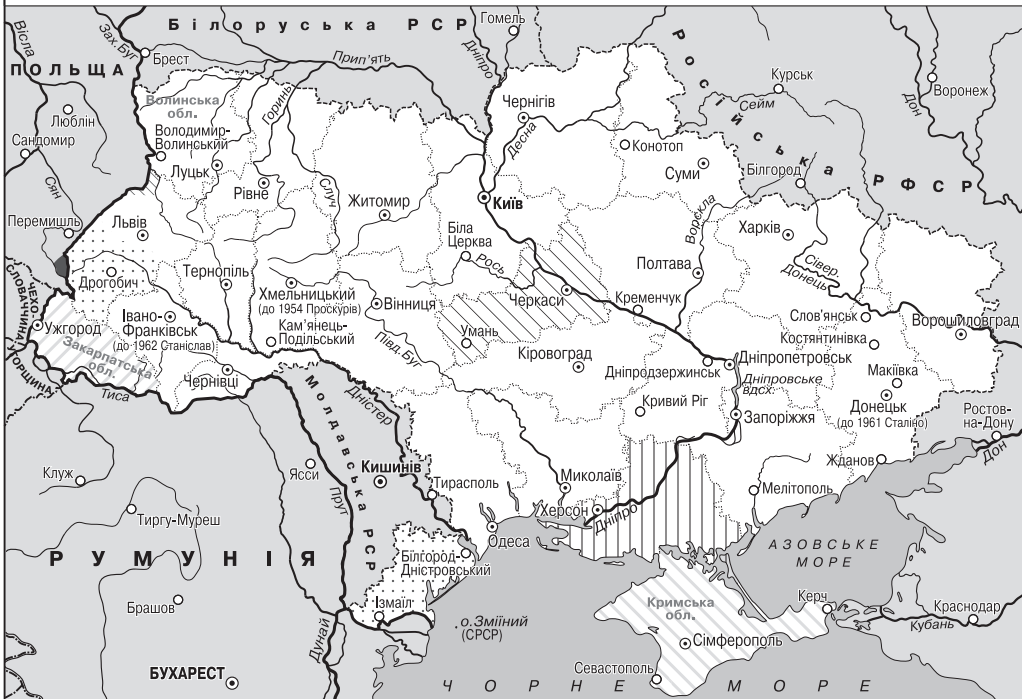 Білоруська РСР
Гомель
Вісла
Зах.Буг
Брест
Прип'ять
Дніпро
Російська РФСР
Курськ
Сейм
Дон
Воронеж
ПОЛЬЩА
Волинська
обл.
Горинь
Чернігів
Десна
Люблін
Володимир-
Волинський
Конотоп
Сандомир
Луцьк
Суми
Білгород
Сян
Рівне
Случ
Житомир
Київ
Ворскла
Перемишль
Львів
Біла
Церква
Харків
Рось
Полтава
Сівер.
Донець
Дрогобич
Тернопіль
Хмельницький
(до 1954 Проскурів)
Вінниця
Черкаси
Кременчук
ЧЕХО-
СЛОВАЧЧИНА
Ужгород
Івано-
Франківськ
(до 1962 Станіслав)
Кам'янець-
Подільський
Умань
Слов'янськ
Ворошиловград
Костянтинівка
Закарпатська
обл.
Півд.Буг
Кіровоград
Дніпропетровськ
Дніпродзержинськ
Дніпровське
вдсх.
Макіївка
УГОРЩИНА
Тиса
Чернівці
Молдавська РСР
Дністер
Кривий Ріг
Запоріжжя
Донецьк
(до 1961 Сталіно)
Ростов-
на-Дону
Дон
Жданов
Клуж
Ясси
Кишинів
Тирасполь
Миколаїв
Мелітополь
Прут
Херсон
Дніпро
Тиргу-Муреш
Одеса
РУМУНІЯ
Білгород-
Дністровський
АЗОВСЬКЕ
МОРЕ
Брашов
Ізмаїл
Кримська
обл.
Керч
Краснодар
Кубань
о.Зміїний
(СРСР)
Сімферополь
Дунай
БУХАРЕСТ
Севастополь
ЧОРНЕ МОРЕ